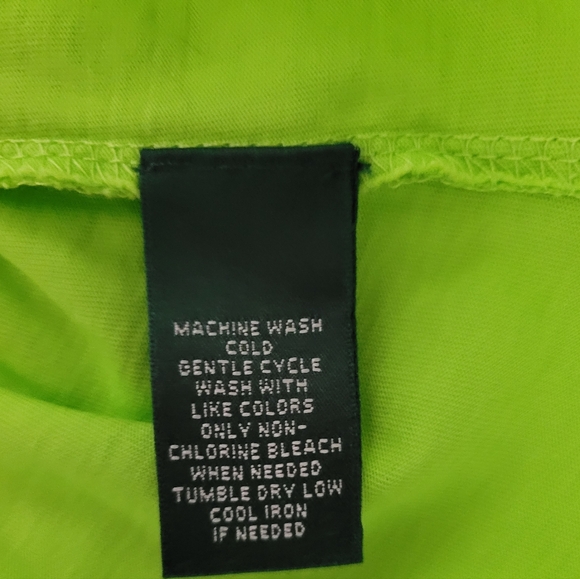 MACHINE WASH
COLD
GENTLE CYCLE
WASH WITH
LIKE COLORS
ONLY NON-
CHLORINE BLEACH
WHEN NEEDED
TUMBLE DRY LOW
COOL IRON
IF NEEDED